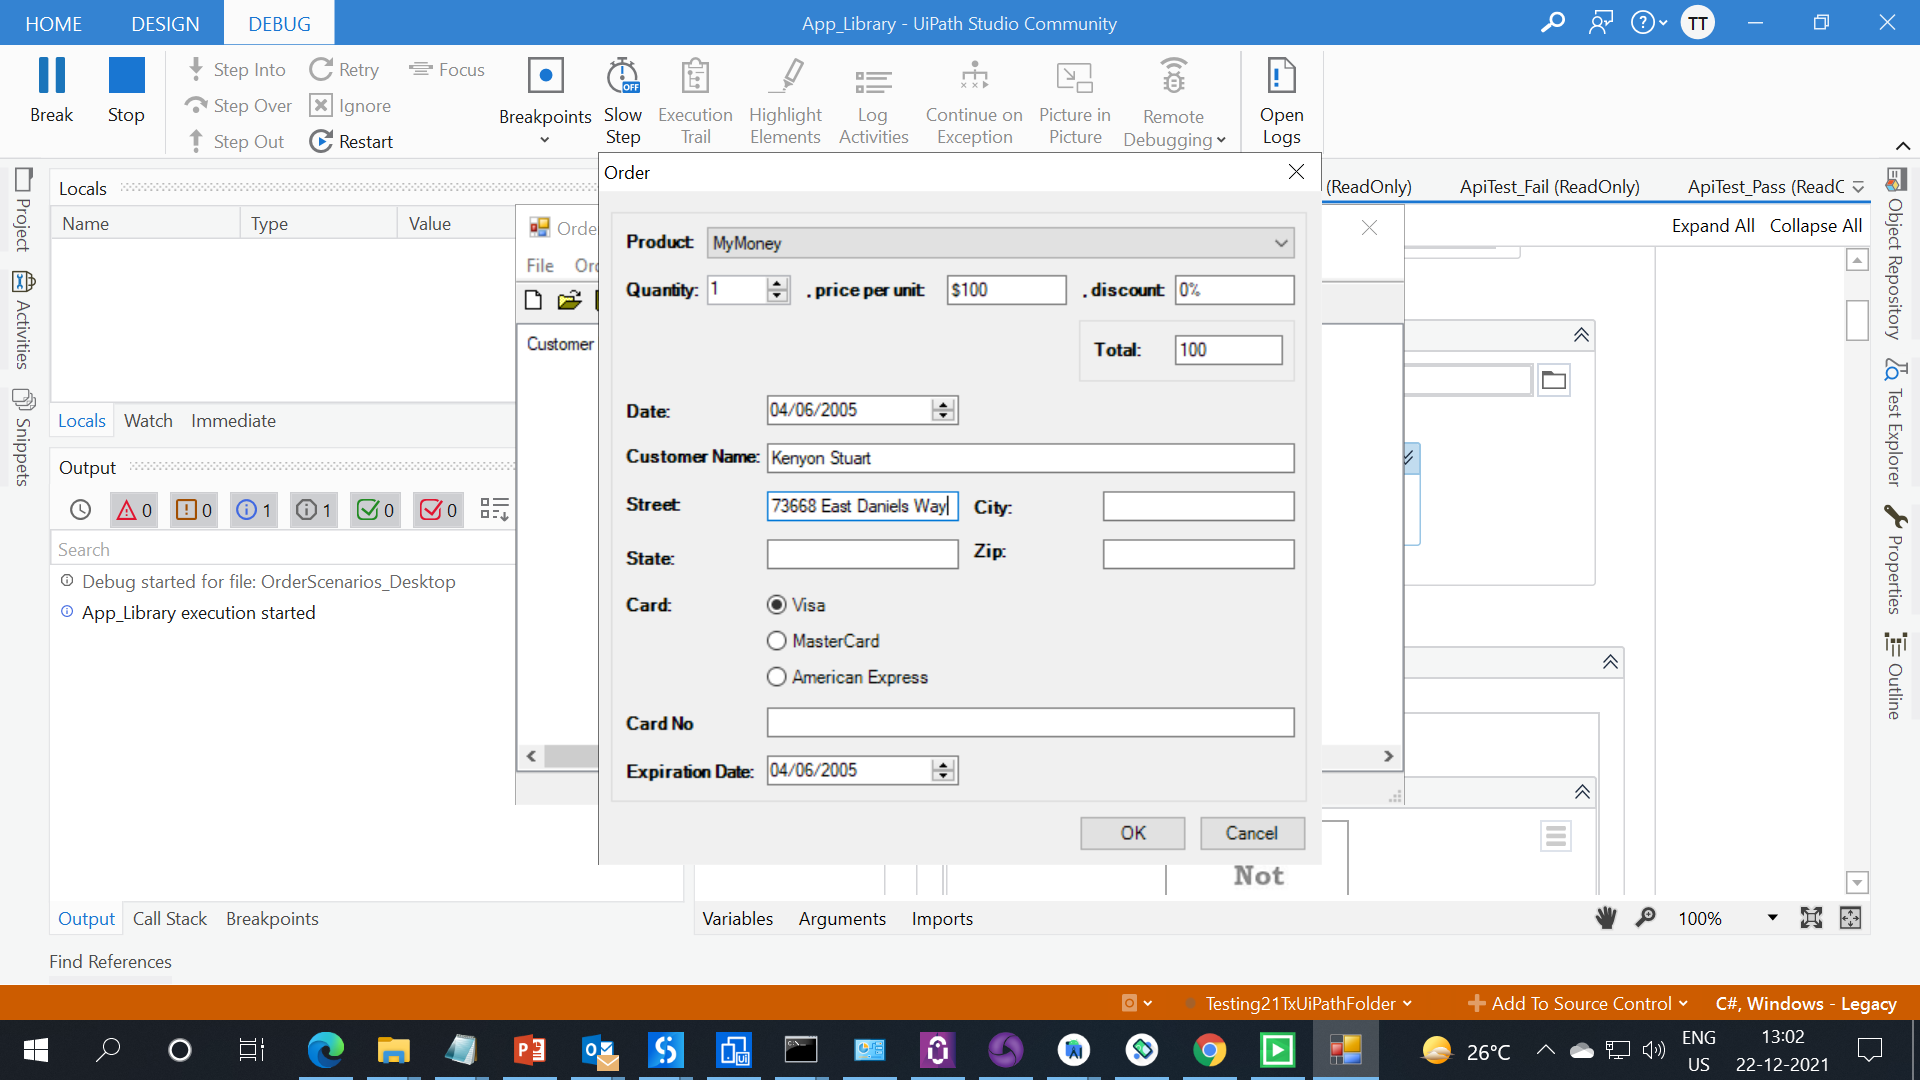 HOME DESIGN DEBUG App_Library - UiPath Studio Community TT
Break Stop
Step Into Retry Focus
Step Over Ignore
Step Out Restart
Breakpoints
Slow Step
Execution Trail
Highlight Elements
Log Activities
Continue on Exception
Picture in Picture
Remote Debugging
Open Logs
Project
Activities
Snippets
Locals
Name Type Value
Locals Watch Immediate
Output
0 0 1 1 0 0
Search
Debug started for file: OrderScenarios_Desktop
App_Library execution started
Output Call Stack Breakpoints
Find References
File
Customer
Order
Product: MyMoney
Quantity: 1 , price per unit: $100 , discount: 0%
Total: 100
Date: 04/06/2005
Customer Name: Kenyon Stuart
Street: 73668 East Daniels Way City:
State: Zip:
Card: Visa
MasterCard
American Express
Card No
Expiration Date: 04/06/2005
OK Cancel
Not
(ReadOnly) ApiTest_Fail (ReadOnly) ApiTest_Pass
Expand All Collapse All
Object Repository
Test Explorer
Properties
Outline
Variables Arguments Imports 100%
Testing21TxUiPathFolder Add To Source Control C#, Windows - Legacy
26°C ENG US 13:02 22-12-2021